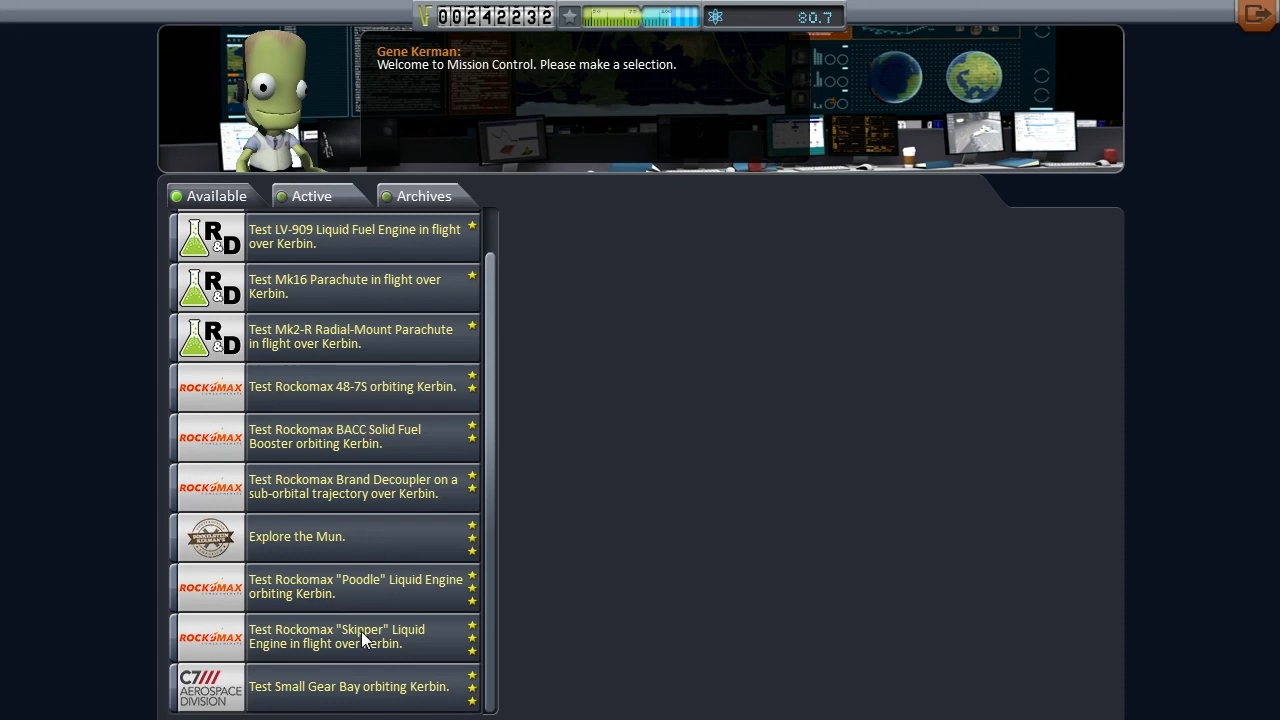 00242232
80.7
Gene Kerman:
Welcome to Mission Control. Please make a selection.
Available
Active
Archives
R&D
Test LV-909 Liquid Fuel Engine in flight
over Kerbin.
R&D
Test Mk16 Parachute in flight over
Kerbin.
R&D
Test Mk2-R Radial-Mount Parachute
in flight over Kerbin.
ROCKOMAX
Test Rockomax 48-7S orbiting Kerbin.
ROCKOMAX
Test Rockomax BACC Solid Fuel
Booster orbiting Kerbin.
ROCKOMAX
Test Rockomax Brand Decoupler on a
sub-orbital trajectory over Kerbin.
Explore the Mun.
ROCKOMAX
Test Rockomax "Poodle" Liquid Engine
orbiting Kerbin.
ROCKOMAX
Test Rockomax "Skipper" Liquid
Engine in flight over Kerbin.
C7
AEROSPACE
DIVISION
Test Small Gear Bay orbiting Kerbin.